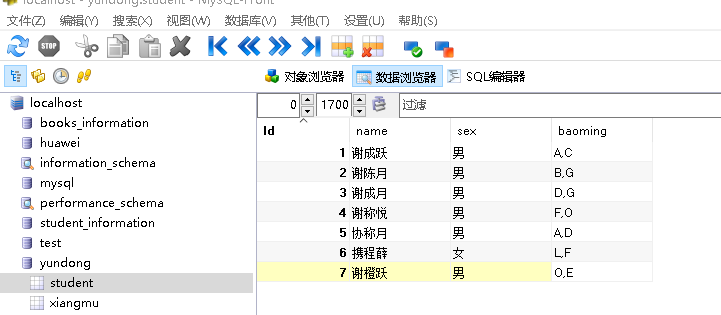 localhost - yundong.student - MySQL-Front
文件(Z) 编辑(Y) 搜索(X) 视图(W) 数据库(V) 其他(T) 设置(U) 帮助(S)
对象浏览器 数据浏览器 SQL编辑器
localhost
books_information
huawei
information_schema
mysql
performance_schema
student_information
test
yundong
student
xiangmu
0 1700 过滤
Id name sex baoming
1 谢成跃 男 A,C
2 谢陈月 男 B,G
3 谢成月 男 D,G
4 谢称悦 男 F,O
5 协称月 男 A,D
6 携程薛 女 L,F
7 谢橙跃 男 O,E